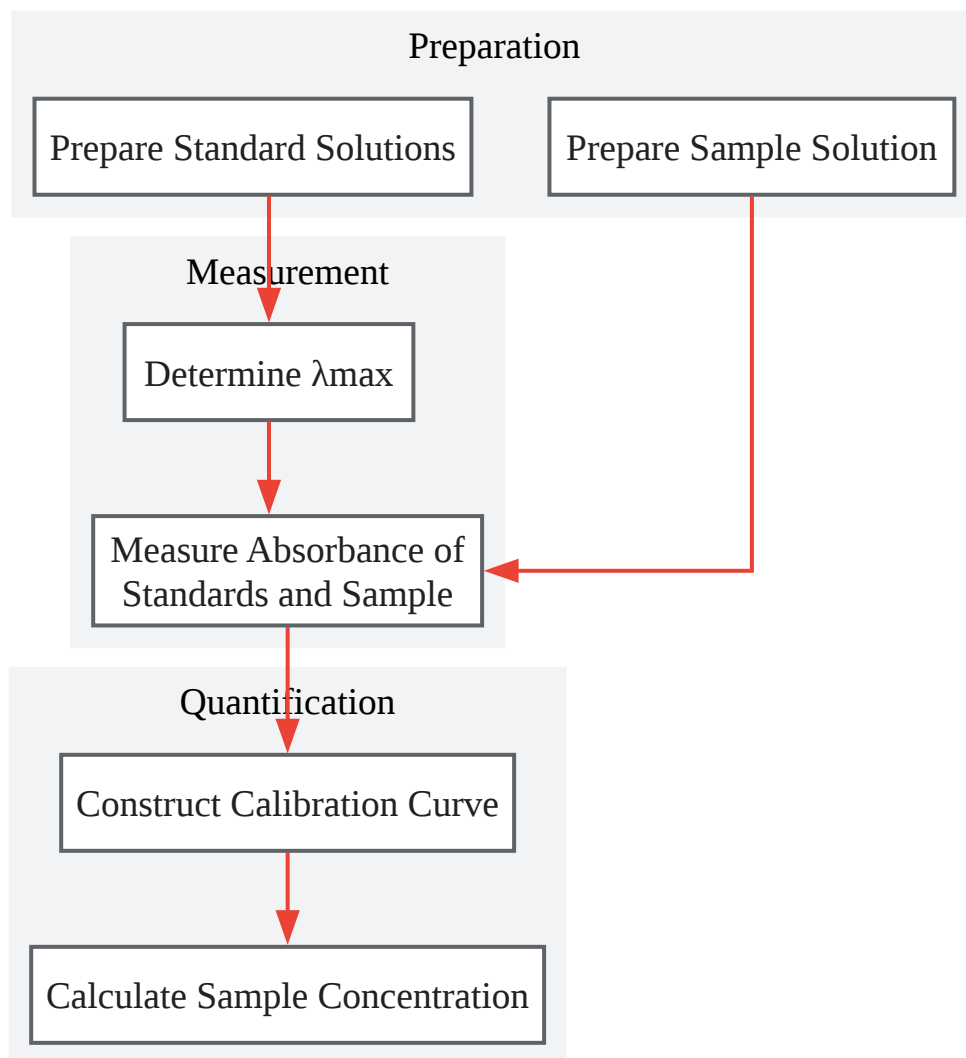 Preparation
Prepare Standard Solutions
Prepare Sample Solution
Measurement
Determine λmax
Measure Absorbance of
Standards and Sample
Quantification
Construct Calibration Curve
Calculate Sample Concentration